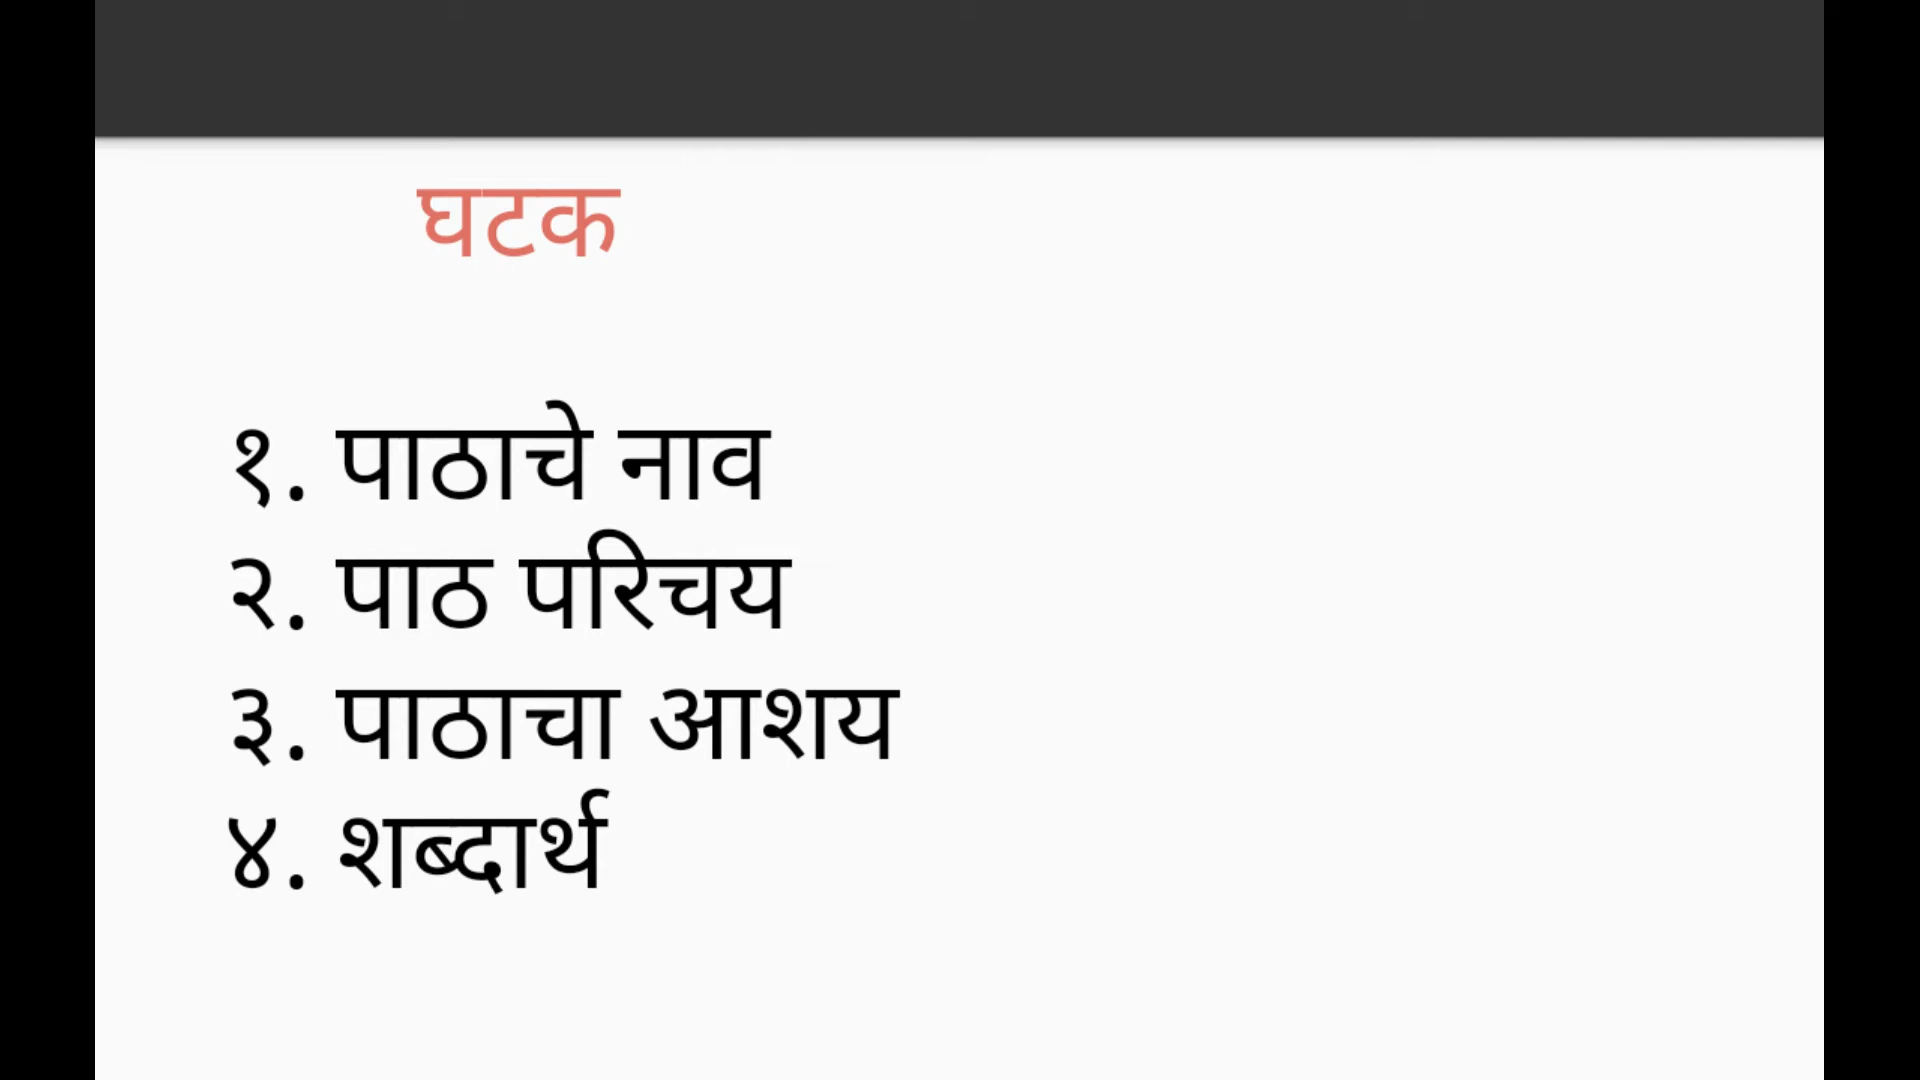 घटक
१. पाठाचे नाव
२. पाठ परिचय
३. पाठाचा आशय
४. शब्दार्थ